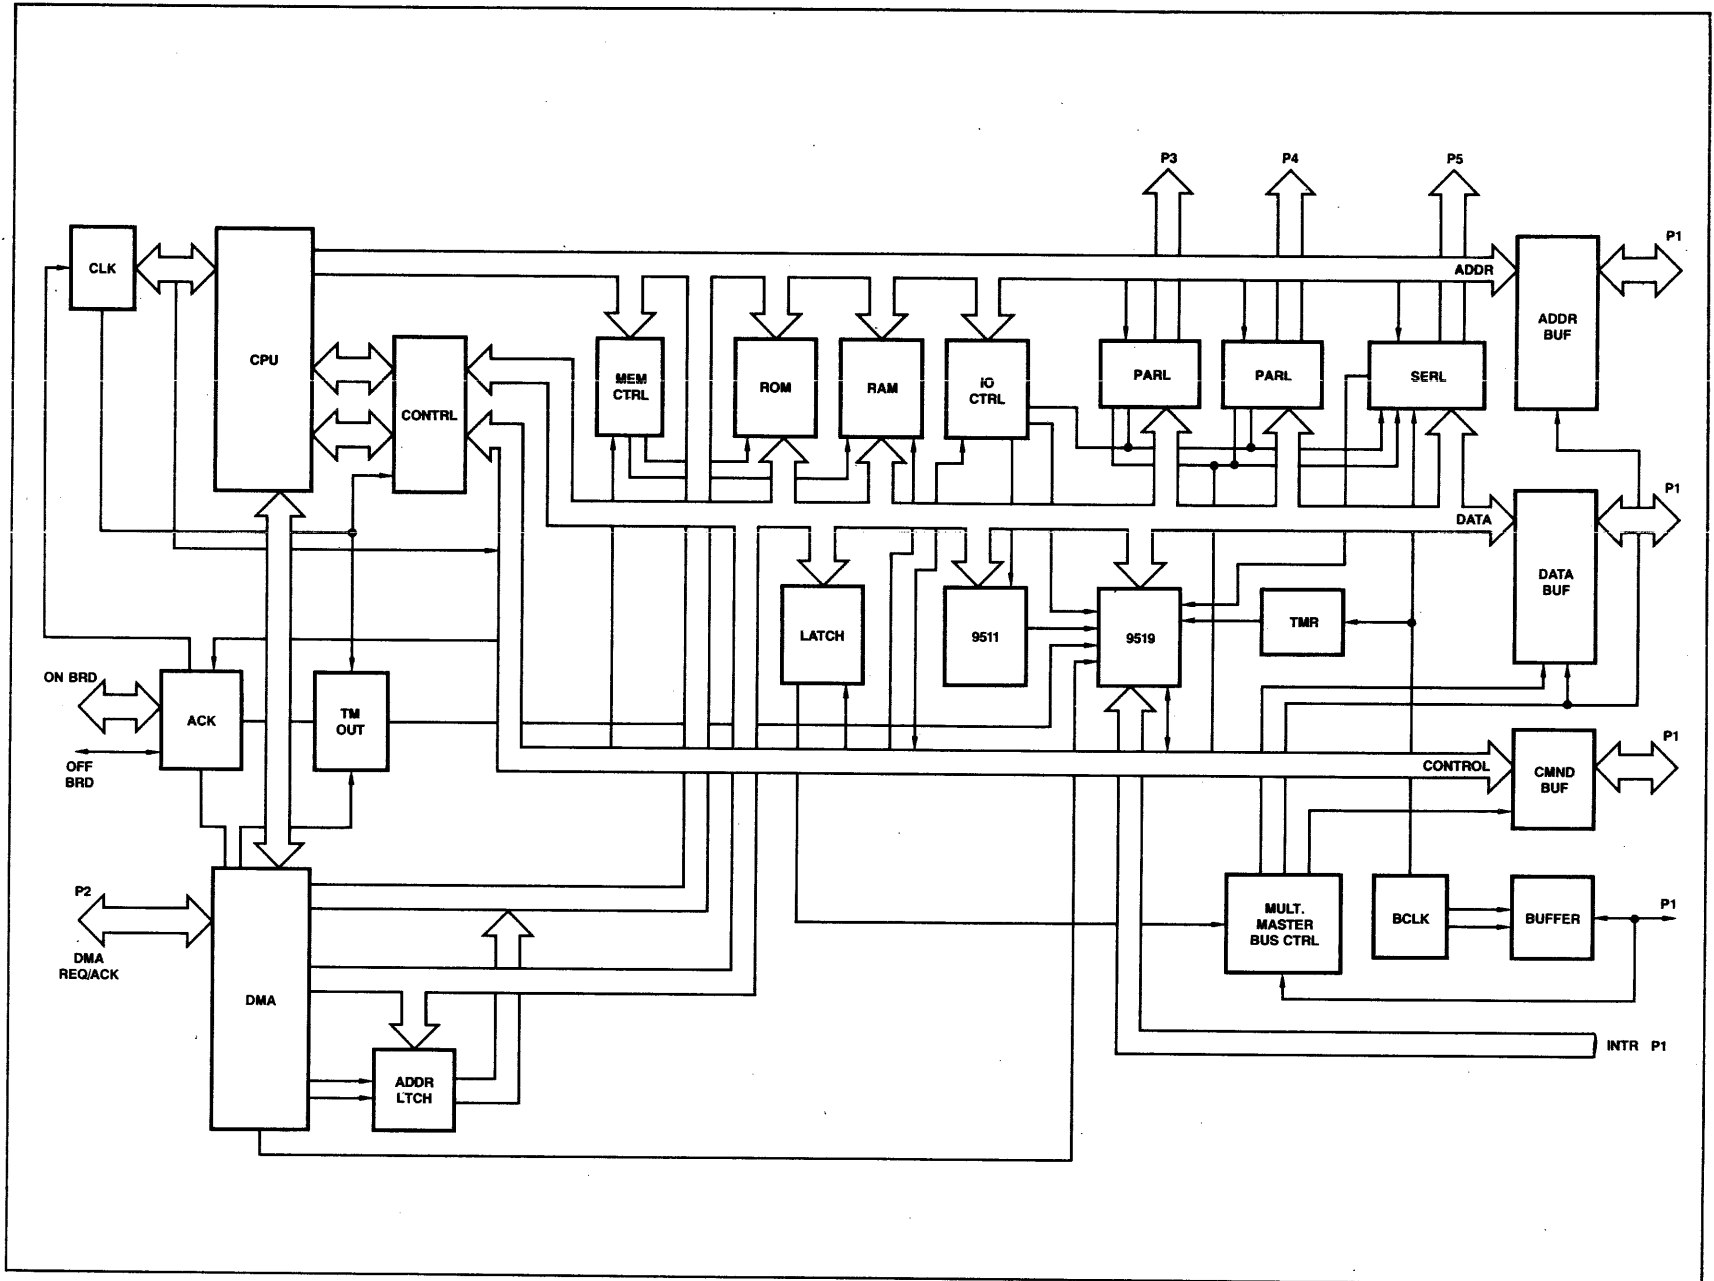 P3
P4
P5
P1
CLK
ADDR
ADDR
BUF
CPU
CONTRL
MEM
CTRL
ROM
RAM
IO
CTRL
PARL
PARL
SERL
P1
DATA
DATA
BUF
LATCH
9511
9519
TMR
ON BRD
ACK
TM
OUT
OFF
BRD
P1
CONTROL
CMND
BUF
P2
DMA
REQ/ACK
DMA
MULT.
MASTER
BUS CTRL
BCLK
BUFFER
P1
INTR P1
ADDR
LTCH